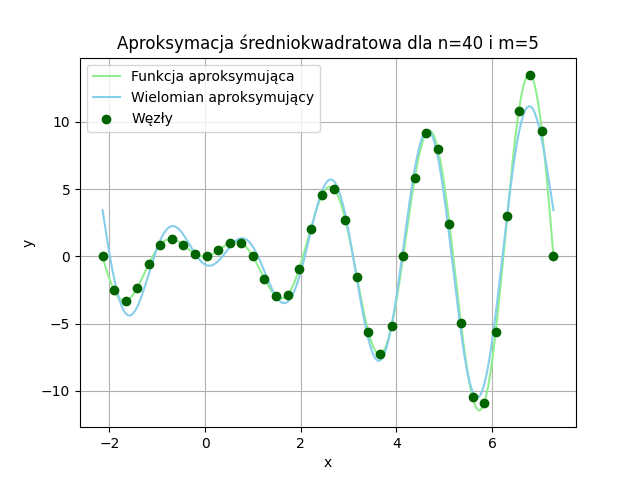 Aproksymacja średniokwadratowa dla n=40 i m=5
Funkcja aproksymująca
Wielomian aproksymujący
Węzły
10
5
0
−5
−10
y
−2
0
2
4
6
x